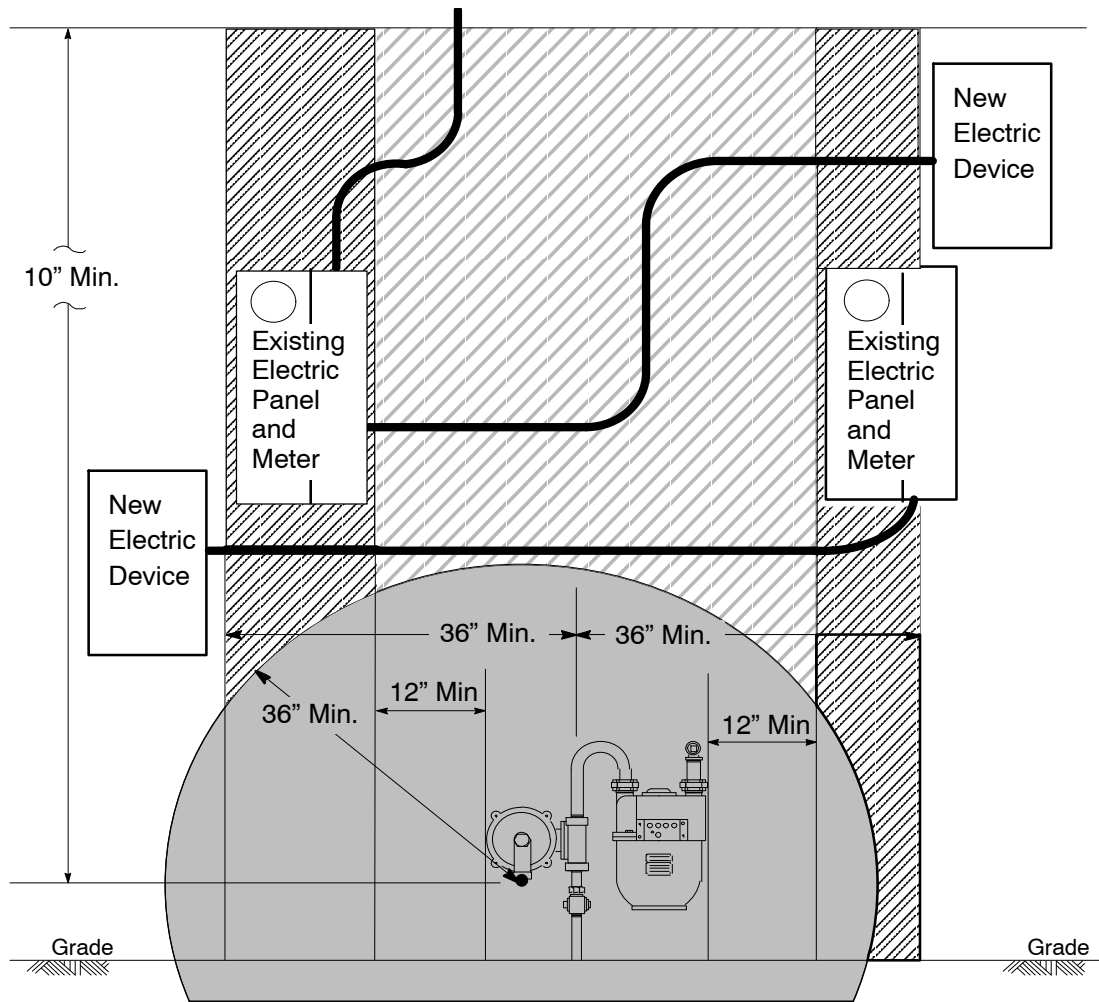 New
Electric
Device
10” Min.
Existing
Electric
Panel
and
Meter
Existing
Electric
Panel
and
Meter
New
Electric
Device
36” Min.
36” Min.
36” Min.
12” Min
12” Min
Grade
Grade